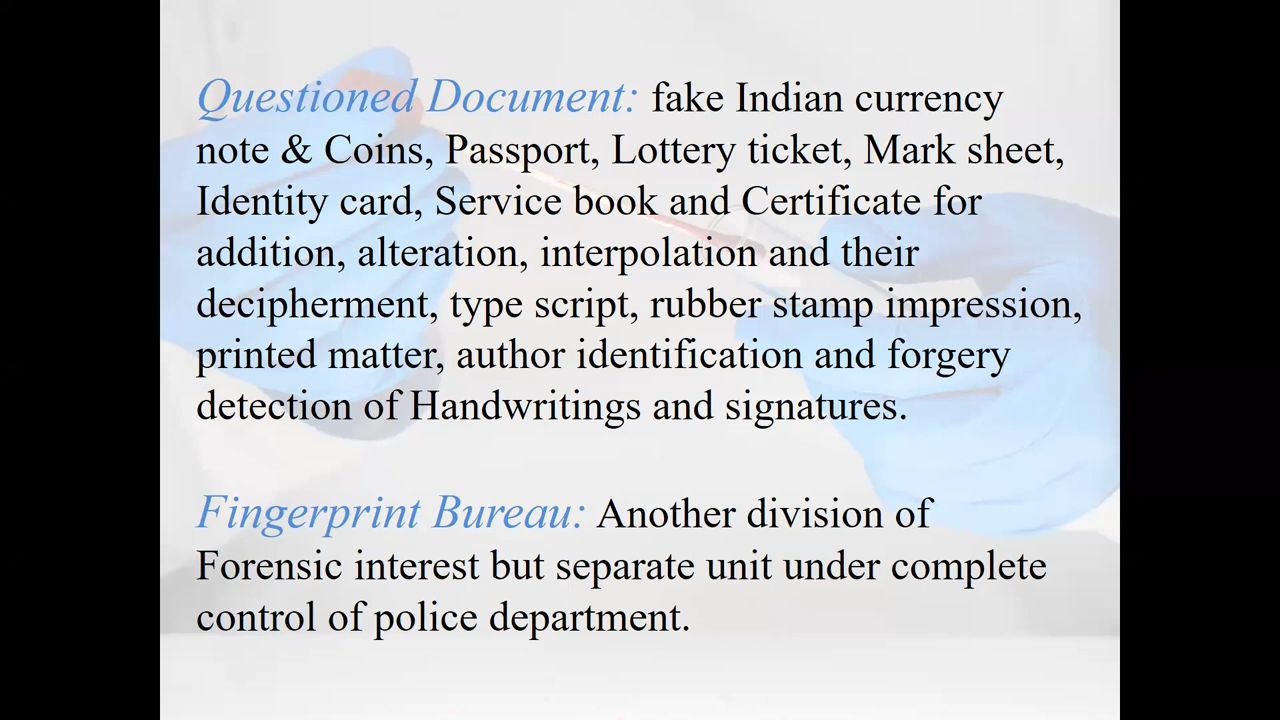 Questioned Document: fake Indian currency
note & Coins, Passport, Lottery ticket, Mark sheet,
Identity card, Service book and Certificate for
addition, alteration, interpolation and their
decipherment, type script, rubber stamp impression,
printed matter, author identification and forgery
detection of Handwritings and signatures.
Fingerprint Bureau: Another division of
Forensic interest but separate unit under complete
control of police department.